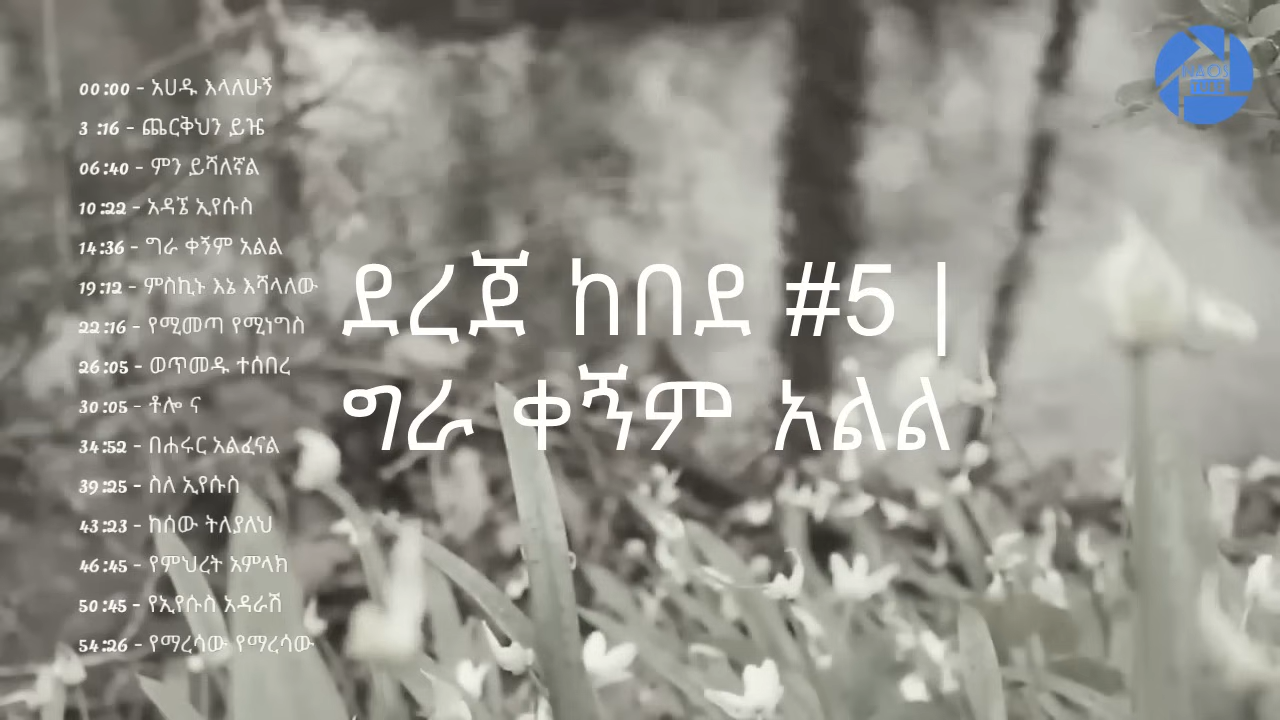 00:00 - አሀዱ እላለሁኝ
3 :16 - ጨርቅህን ይዤ
06:40 - ምን ይሻለኛል
10:22 - አዳኜ ኢየሱስ
14:36 - ግራ ቀኝም አልል
19:12 - ምስኪኑ እኔ እሻላለው
22:16 - የሚመጣ የሚነግስ
26:05 - ወጥመዱ ተሰበረ
30:05 - ቶሎ ና
34:52 - በሐሩር አልፈናል
39:25 - ስለ ኢየሱስ
43:23 - ከሰው ትለያለህ
46:45 - የምህረት አምላክ
50:45 - የኢየሱስ አዳራሽ
54:26 - የማረሳው የማረሳው
ደረጀ ከበደ #5 |
ግራ ቀኝም አልል
NAOS